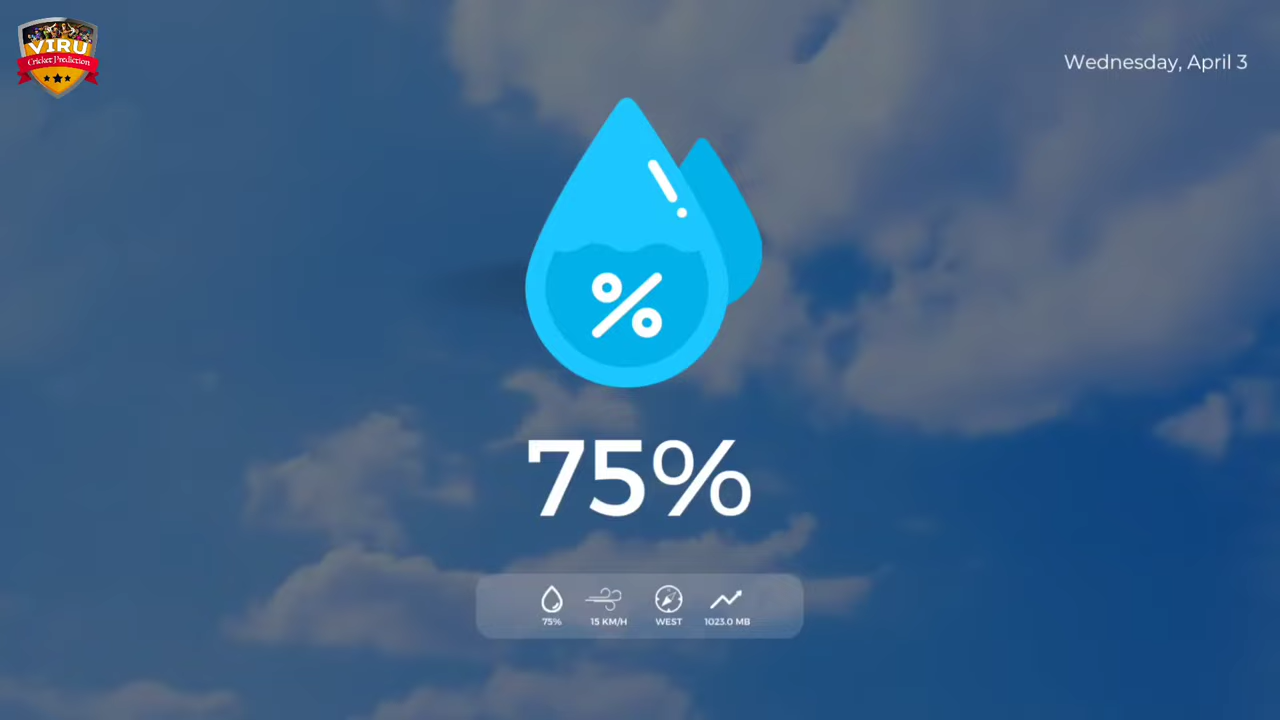 VIRU
Cricket Prediction
Wednesday, April 3
%
75%
75%
15 KM/H
WEST
1023.0 MB